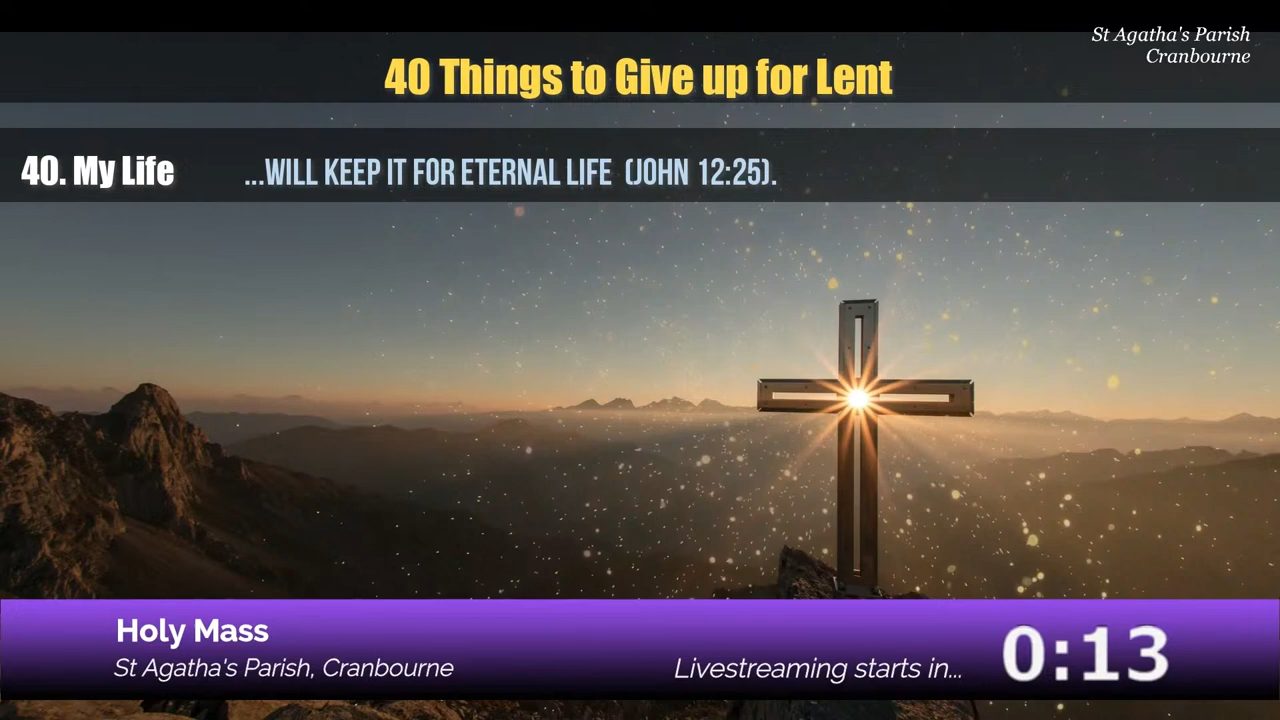 St Agatha's Parish
Cranbourne
40 Things to Give up for Lent
40. My Life ...WILL KEEP IT FOR ETERNAL LIFE (JOHN 12:25).
Holy Mass
St Agatha's Parish, Cranbourne
Livestreaming starts in... 0:13